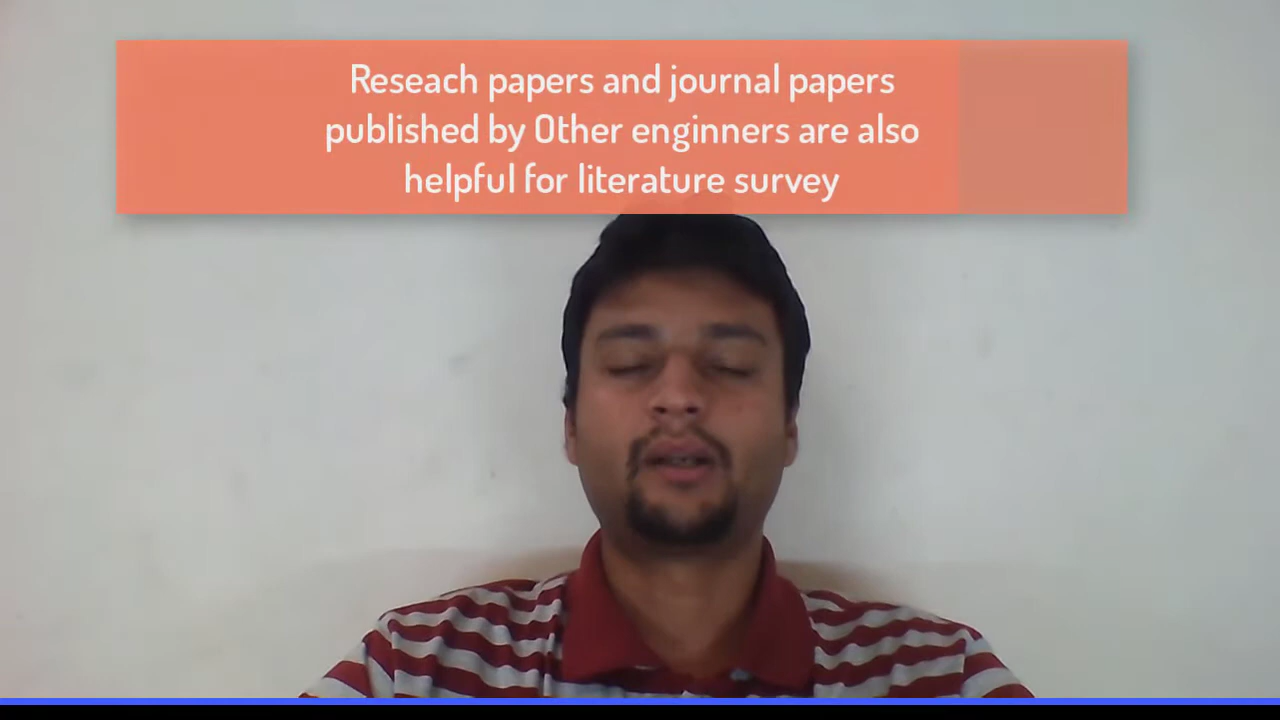 Reseach papers and journal papers
published by Other enginners are also
helpful for literature survey